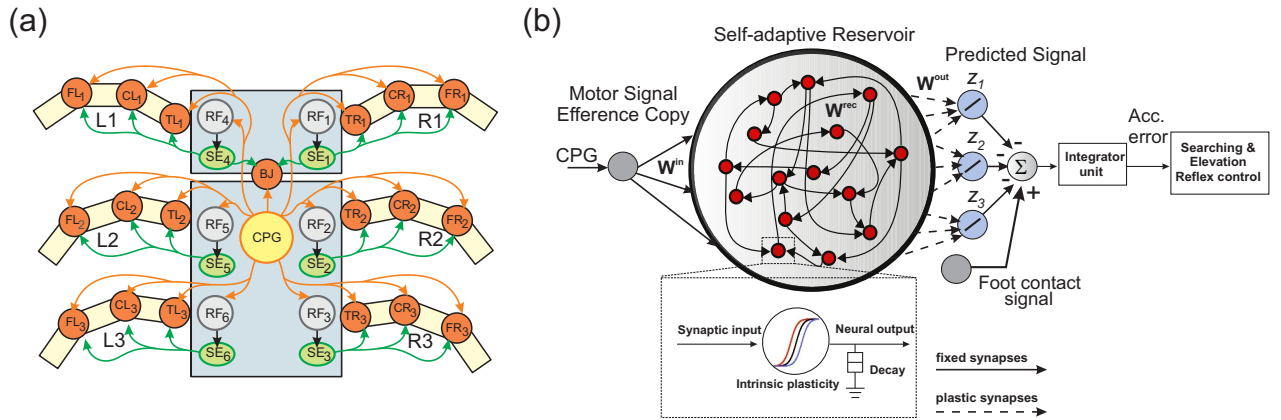 (a)
FL1
CL1
TL1
L1
RF4
SE4
RF1
SE1
TR1
CR1
FR1
R1
BJ
FL2
CL2
TL2
L2
RF5
SE5
CPG
RF2
SE2
TR2
CR2
FR2
R2
FL3
CL3
TL3
L3
RF6
SE6
RF3
SE3
TR3
CR3
FR3
R3
(b)
Self-adaptive Reservoir
Motor Signal
Efference Copy
CPG
W^in
W^rec
W^out
Predicted Signal
z1
z2
z3
-
-
-
+
Σ
Integrator
unit
Acc.
error
Searching &
Elevation
Reflex control
Foot contact
signal
Synaptic input
Neural output
Intrinsic plasticity
Decay
fixed synapses
plastic synapses